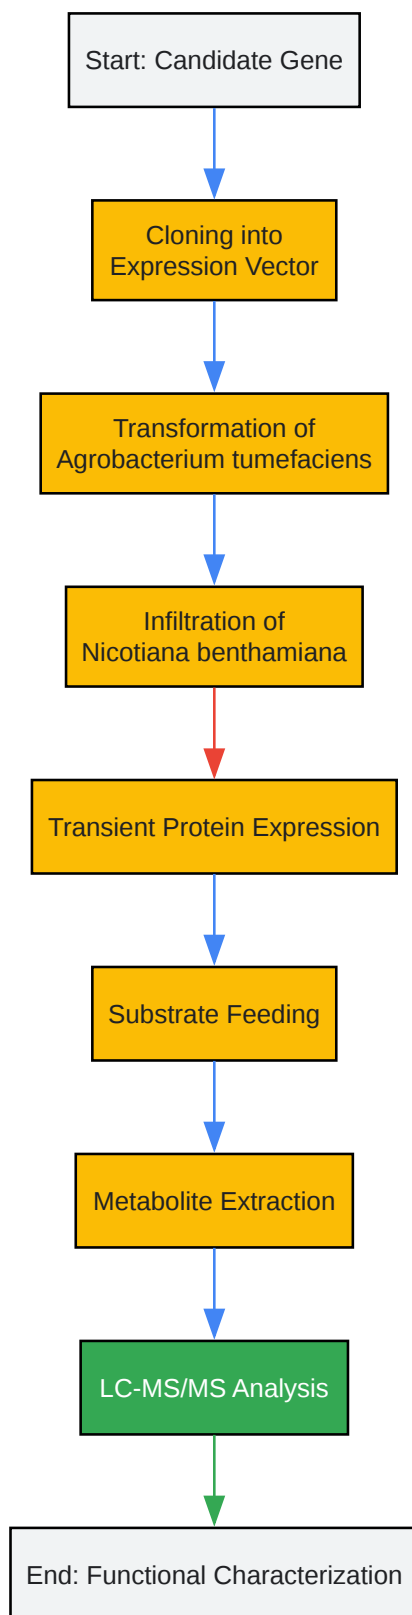 Start: Candidate Gene
Cloning into
Expression Vector
Transformation of
Agrobacterium tumefaciens
Infiltration of
Nicotiana benthamiana
Transient Protein Expression
Substrate Feeding
Metabolite Extraction
LC-MS/MS Analysis
End: Functional Characterization